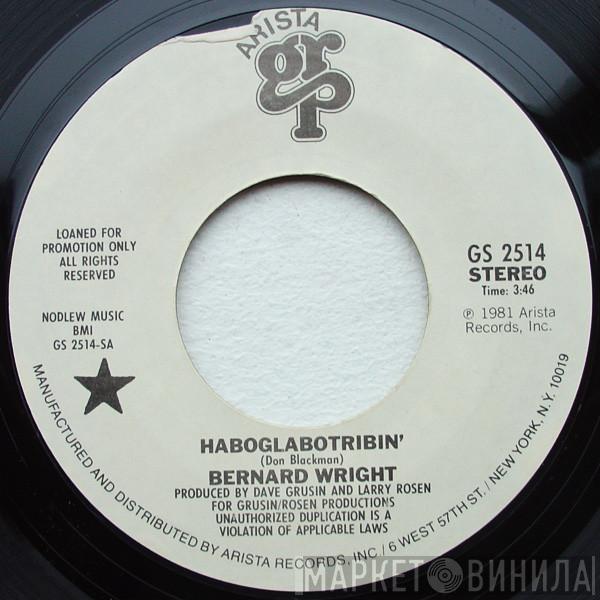 ARISTA
grp
LOANED FOR
PROMOTION ONLY
ALL RIGHTS
RESERVED
NODLEW MUSIC
BMI
GS 2514-SA
GS 2514
STEREO
Time: 3:46
℗ 1981 Arista
Records, Inc.
HABOGLABOTRIBIN'
(Don Blackman)
BERNARD WRIGHT
PRODUCED BY DAVE GRUSIN AND LARRY ROSEN
FOR GRUSIN/ROSEN PRODUCTIONS
UNAUTHORIZED DUPLICATION IS A
VIOLATION OF APPLICABLE LAWS
MANUFACTURED AND DISTRIBUTED BY ARISTA RECORDS, INC./6 WEST 57TH ST./NEW YORK, N.Y. 10019
МАРКЕТ ВИНИЛА